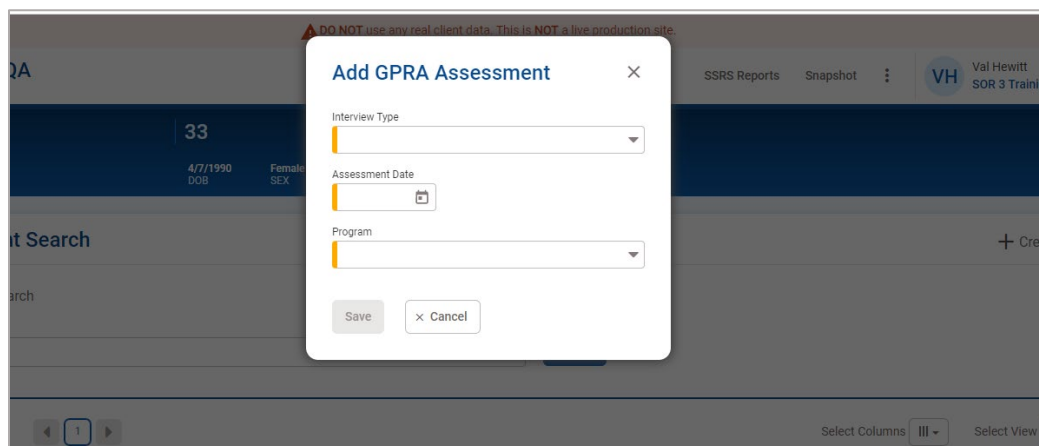 DO NOT use any real client data. This is NOT a live production site.
QA
SSRS Reports
Snapshot
VH
Val Hewitt
SOR 3 Traini
33
4/7/1990
DOB
Female
SEX
Add GPRA Assessment
Interview Type
Assessment Date
Program
Save
× Cancel
nt Search
+ Cre
arch
1
Select Columns
Select View